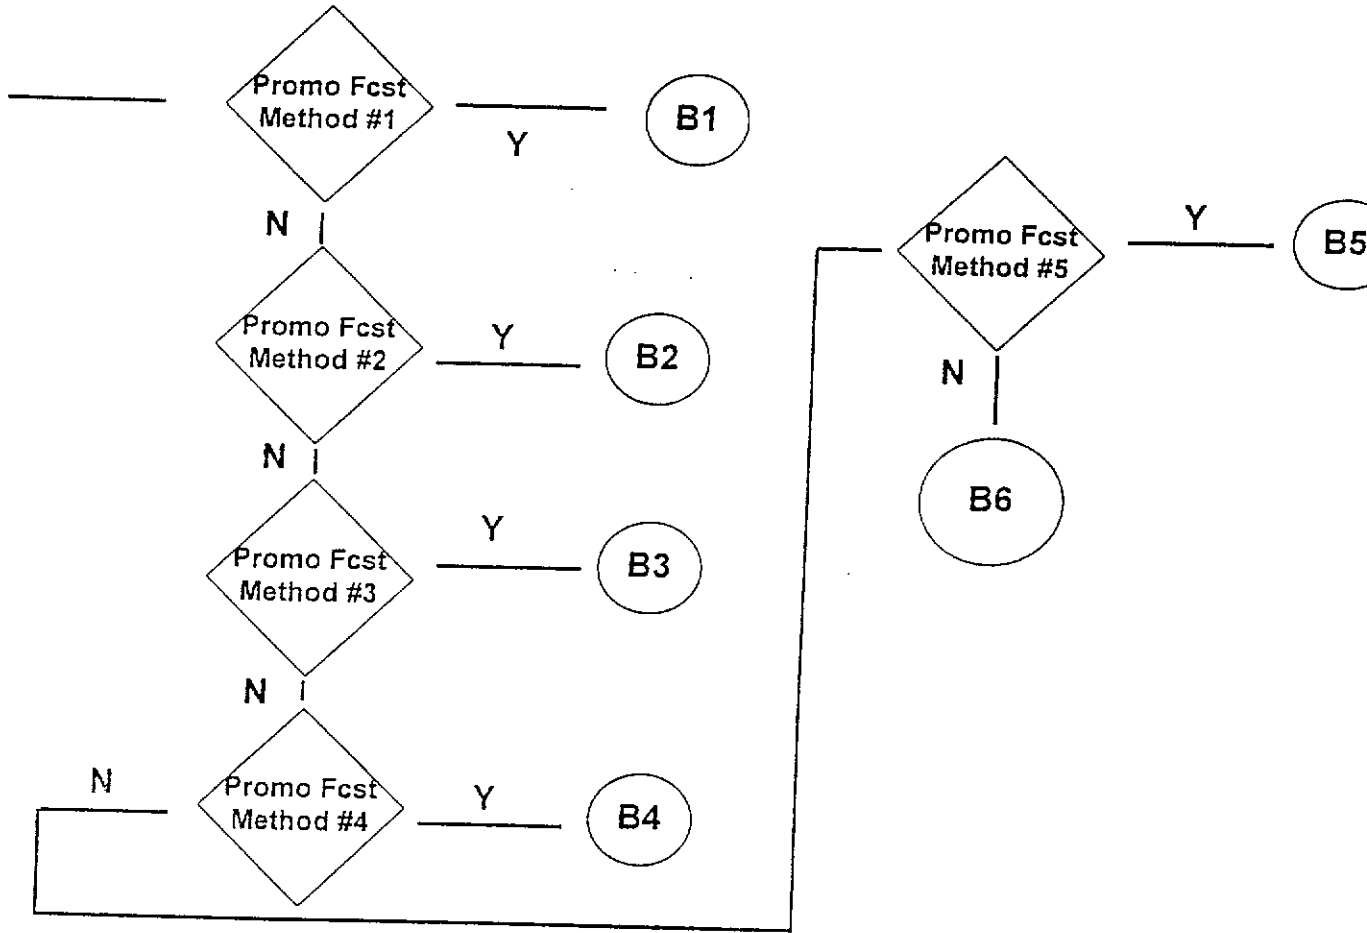 Promo Fcst
Method #1
Y
B1
N
Promo Fcst
Method #2
Y
B2
N
Promo Fcst
Method #3
Y
B3
N
Promo Fcst
Method #4
Y
B4
N
Promo Fcst
Method #5
Y
B5
N
B6